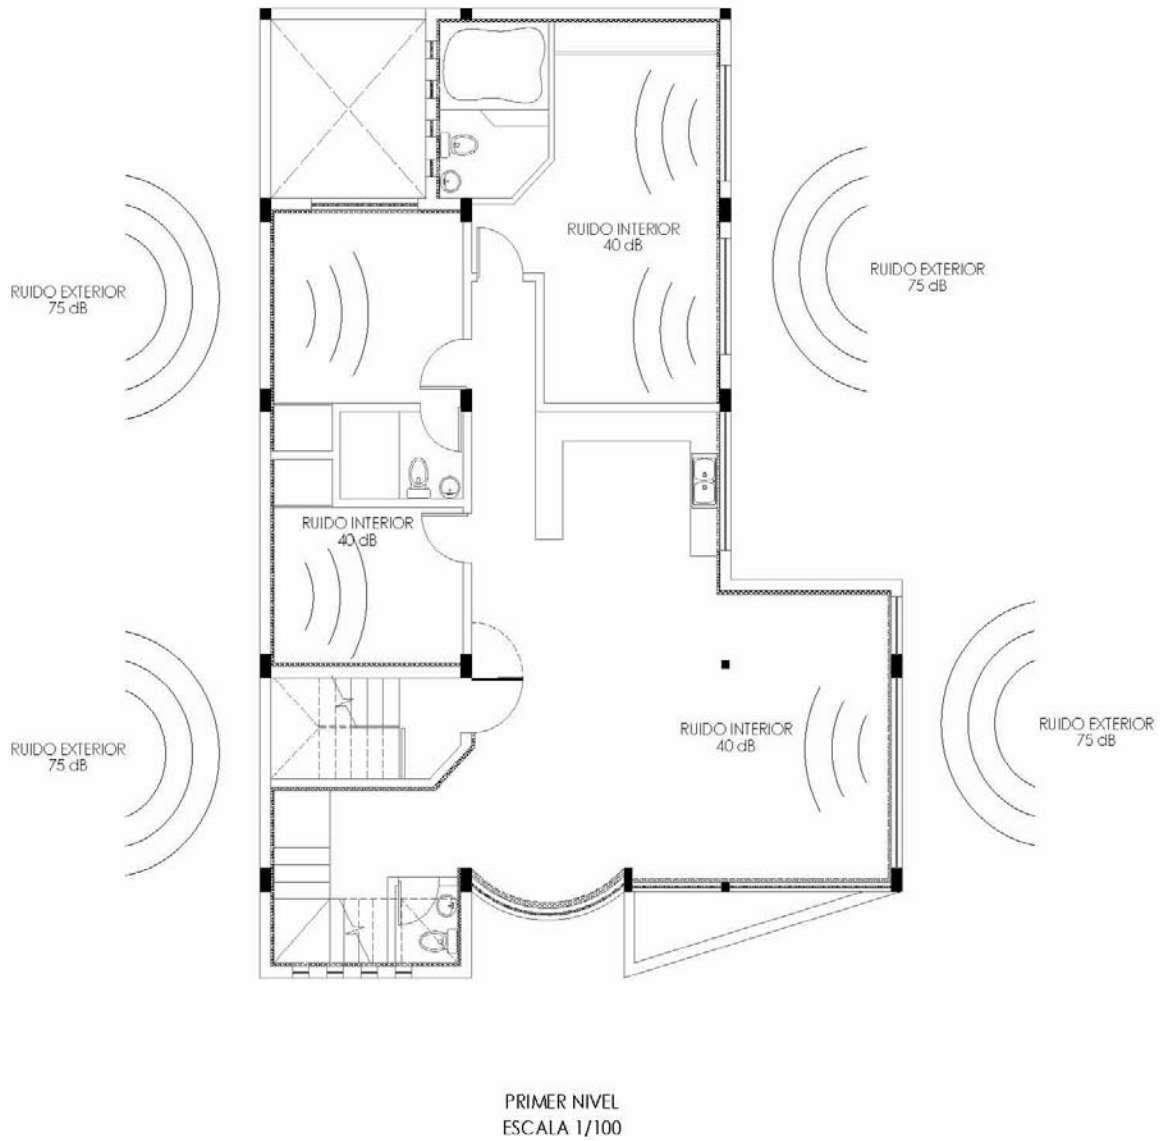 RUIDO INTERIOR
40 dB
RUIDO EXTERIOR
75 dB
RUIDO EXTERIOR
75 dB
RUIDO INTERIOR
40 dB
RUIDO INTERIOR
40 dB
RUIDO EXTERIOR
75 dB
RUIDO EXTERIOR
75 dB
PRIMER NIVEL
ESCALA 1/100